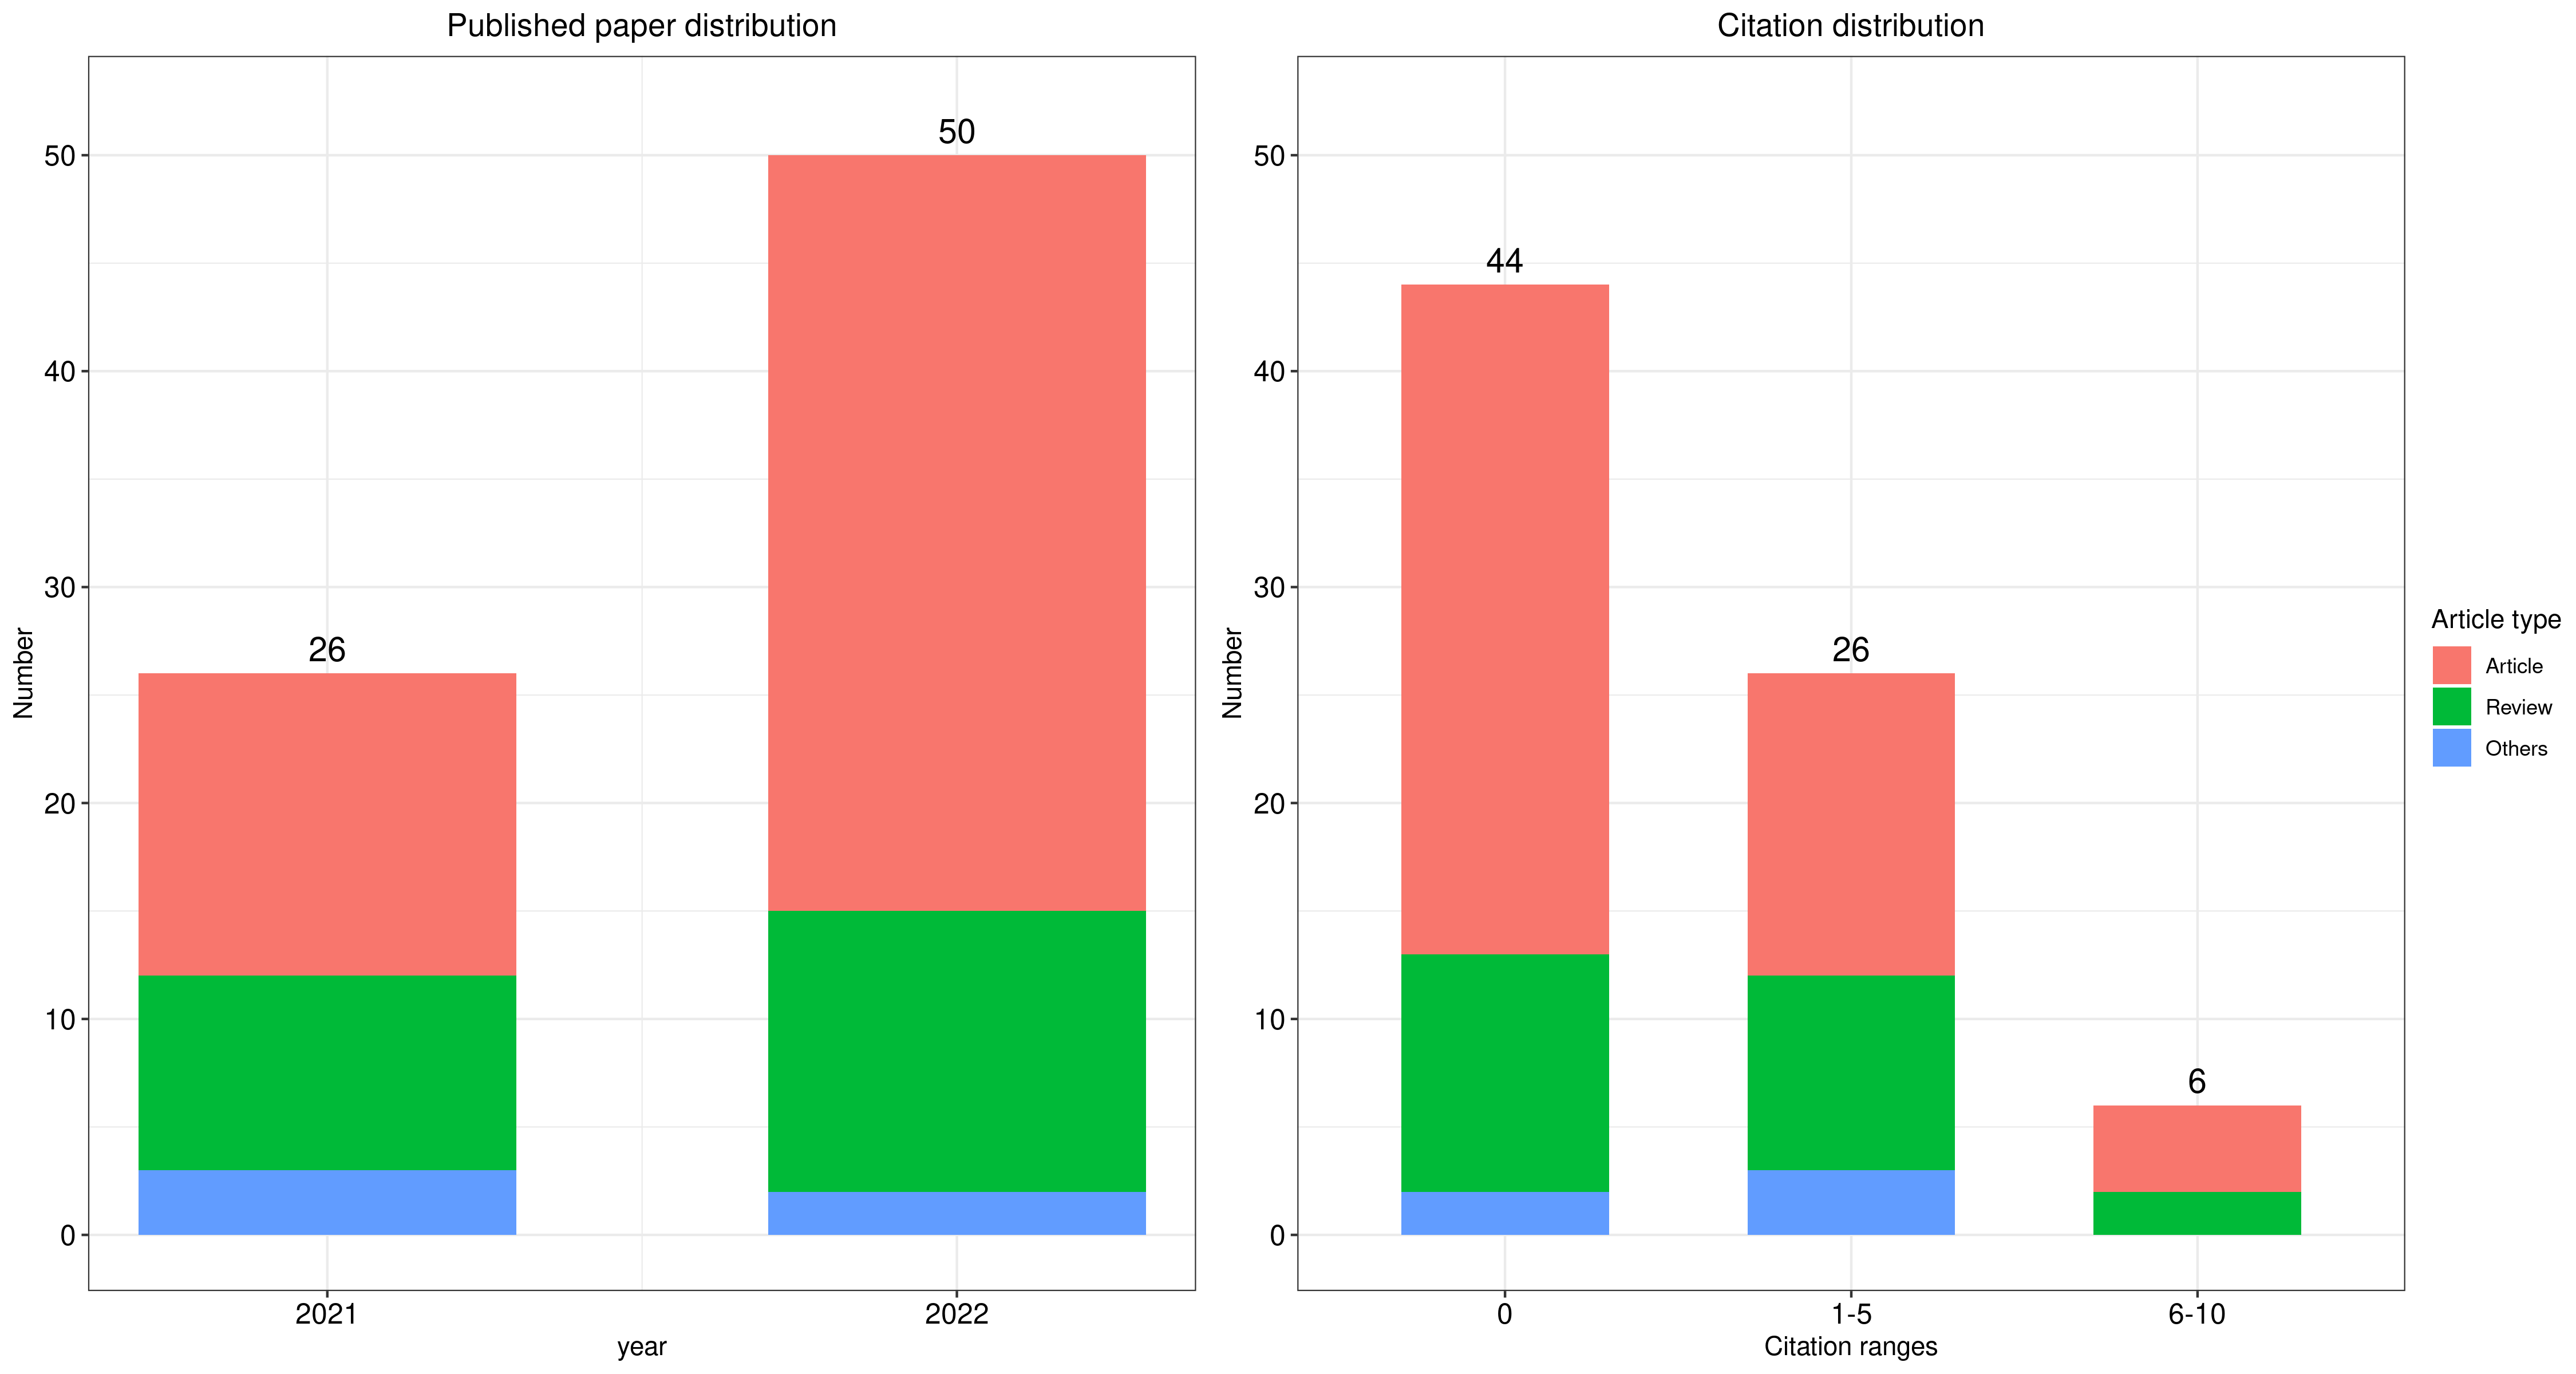 Published paper distribution
50
40
30
20
10
0
Number
26
50
2021
2022
year
Citation distribution
50
40
30
20
10
0
Number
44
26
6
0
1-5
6-10
Citation ranges
Article type
Article
Review
Others